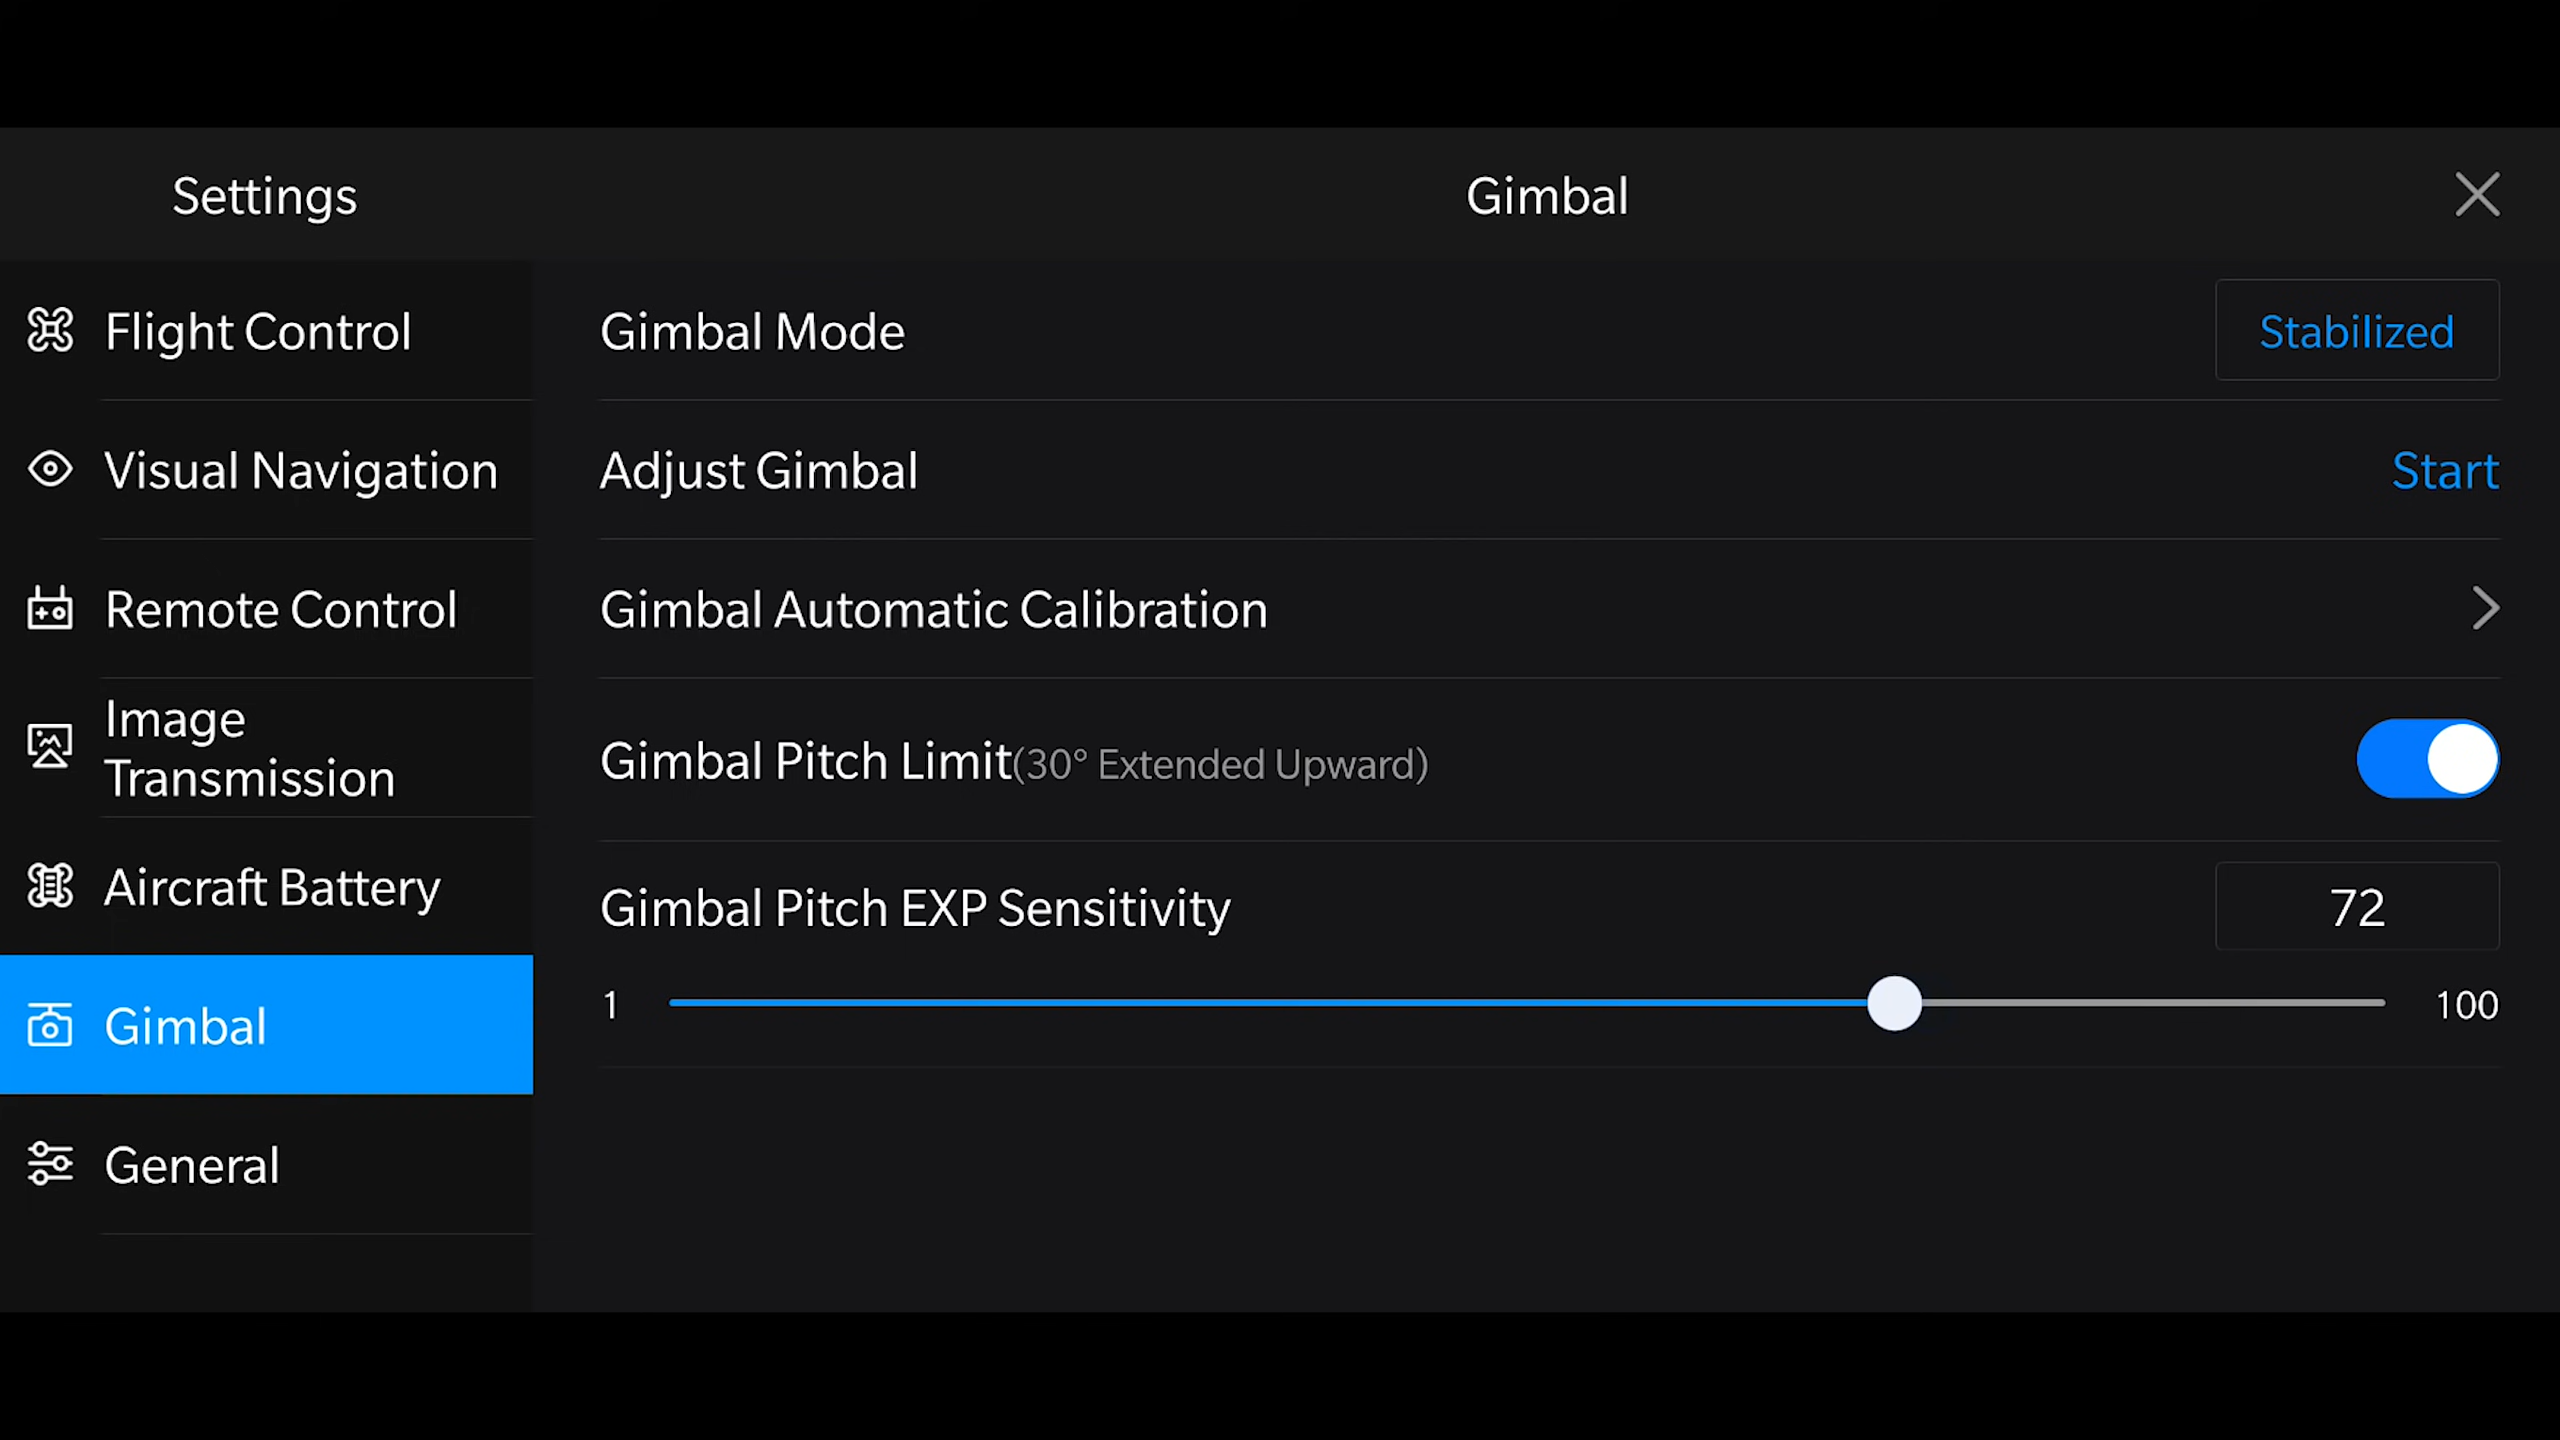 Settings
Gimbal
Flight Control
Visual Navigation
Remote Control
Image
Transmission
Aircraft Battery
Gimbal
General
Gimbal Mode
Stabilized
Adjust Gimbal
Start
Gimbal Automatic Calibration
Gimbal Pitch Limit(30° Extended Upward)
Gimbal Pitch EXP Sensitivity
72
1
100